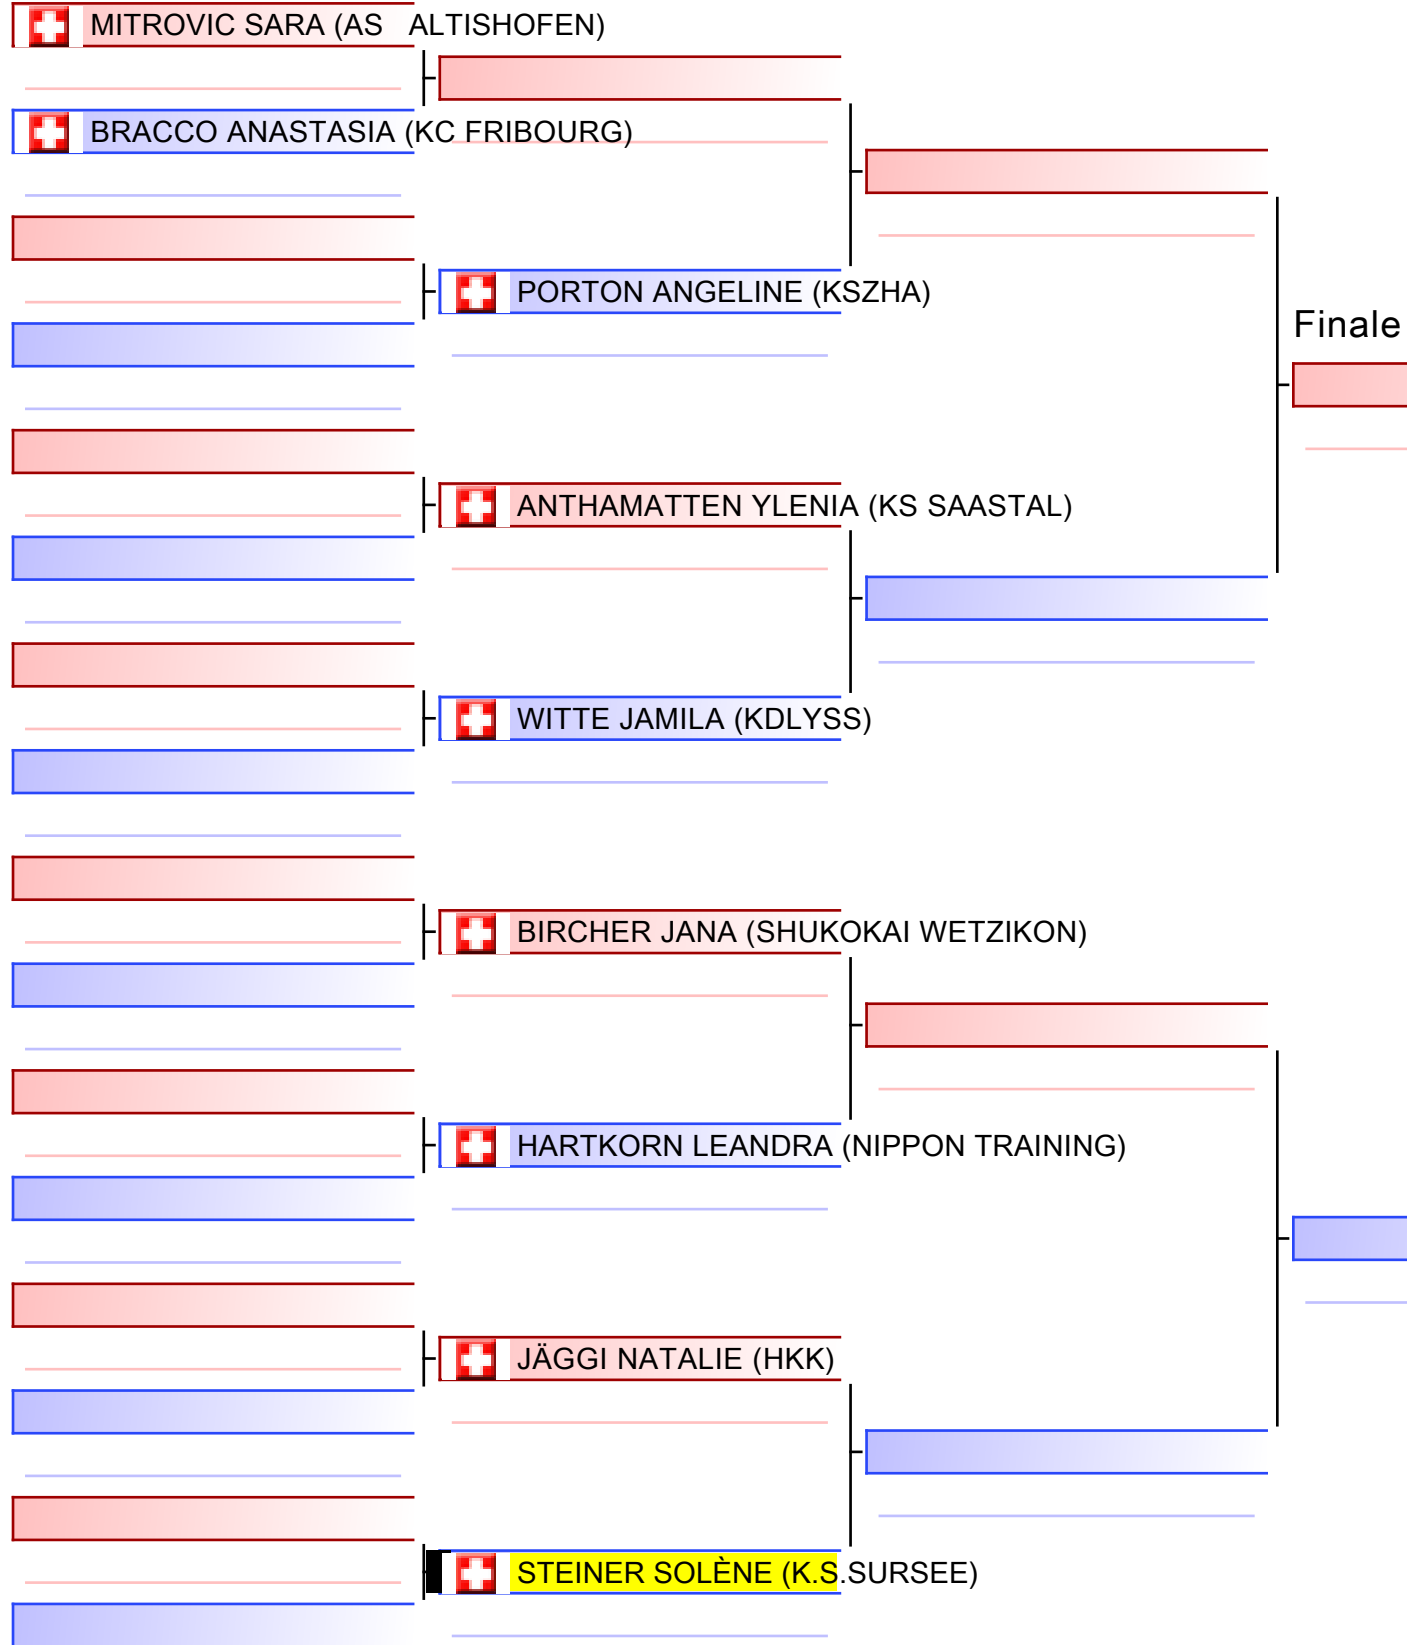 MITROVIC SARA (AS ALTISHOFEN)
BRACCO ANASTASIA (KC FRIBOURG)
PORTON ANGELINE (KSZHA)
Finale
ANTHAMATTEN YLENIA (KS SAASTAL)
WITTE JAMILA (KDLYSS)
BIRCHER JANA (SHUKOKAI WETZIKON)
HARTKORN LEANDRA (NIPPON TRAINING)
JÄGGI NATALIE (HKK)
STEINER SOLÈNE (K.S.SURSEE)